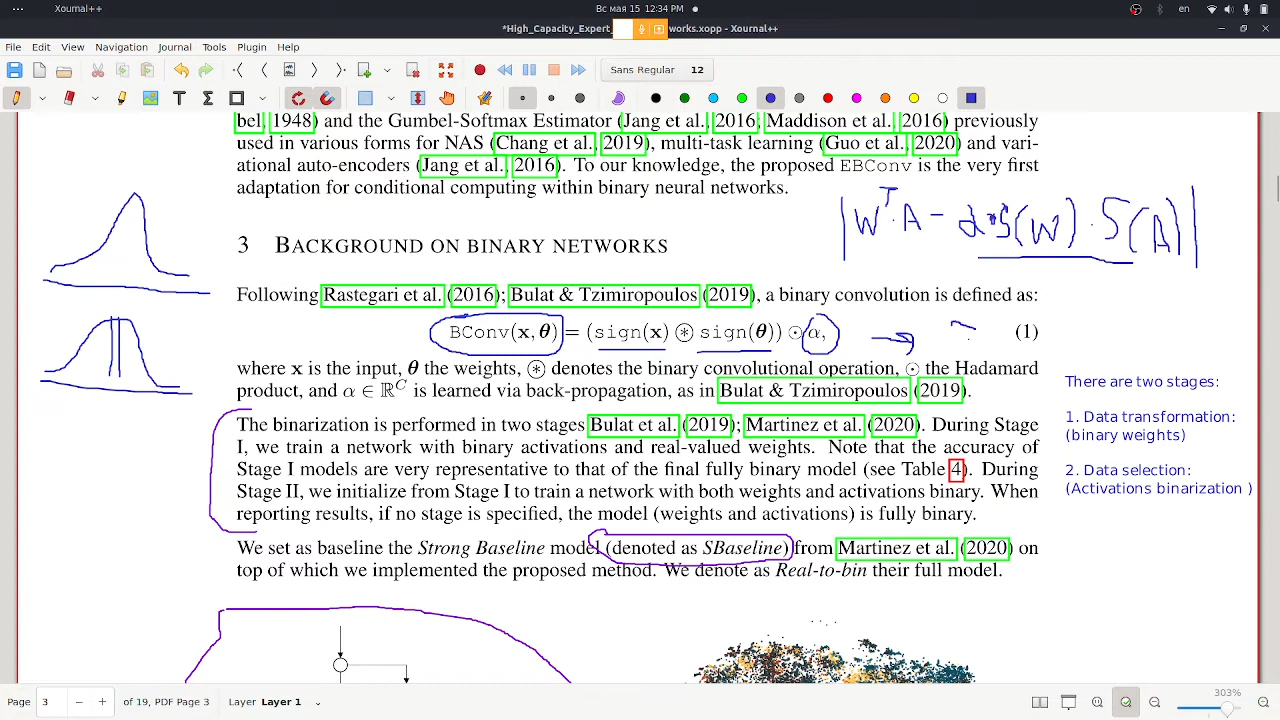 Xournal++
Вс мая 15 12:34 PM
en
*High_Capacity_Expert_
works.xopp - Xournal++
File Edit View Navigation Journal Tools Plugin Help
Sans Regular 12
bel, 1948) and the Gumbel-Softmax Estimator (Jang et al., 2016; Maddison et al., 2016) previously
used in various forms for NAS (Chang et al., 2019), multi-task learning (Guo et al., 2020) and vari-
ational auto-encoders (Jang et al., 2016). To our knowledge, the proposed EBConv is the very first
adaptation for conditional computing within binary neural networks.
|W^T·A - α S(W)·S(A)|
3 BACKGROUND ON BINARY NETWORKS
Following Rastegari et al. (2016); Bulat & Tzimiropoulos (2019), a binary convolution is defined as:
BConv(x, θ) = (sign(x) ⊛ sign(θ)) ⊙ α, (1)
where x is the input, θ the weights, ⊛ denotes the binary convolutional operation, ⊙ the Hadamard
product, and α ∈ ℝ^C is learned via back-propagation, as in Bulat & Tzimiropoulos (2019).
The binarization is performed in two stages Bulat et al. (2019); Martinez et al. (2020). During Stage
I, we train a network with binary activations and real-valued weights. Note that the accuracy of
Stage I models are very representative to that of the final fully binary model (see Table 4). During
Stage II, we initialize from Stage I to train a network with both weights and activations binary. When
reporting results, if no stage is specified, the model (weights and activations) is fully binary.
We set as baseline the Strong Baseline model (denoted as SBaseline) from Martinez et al. (2020) on
top of which we implemented the proposed method. We denote as Real-to-bin their full model.
There are two stages:
1. Data transformation:
(binary weights)
2. Data selection:
(Activations binarization )
Page 3 of 19, PDF Page 3 Layer Layer 1
303%